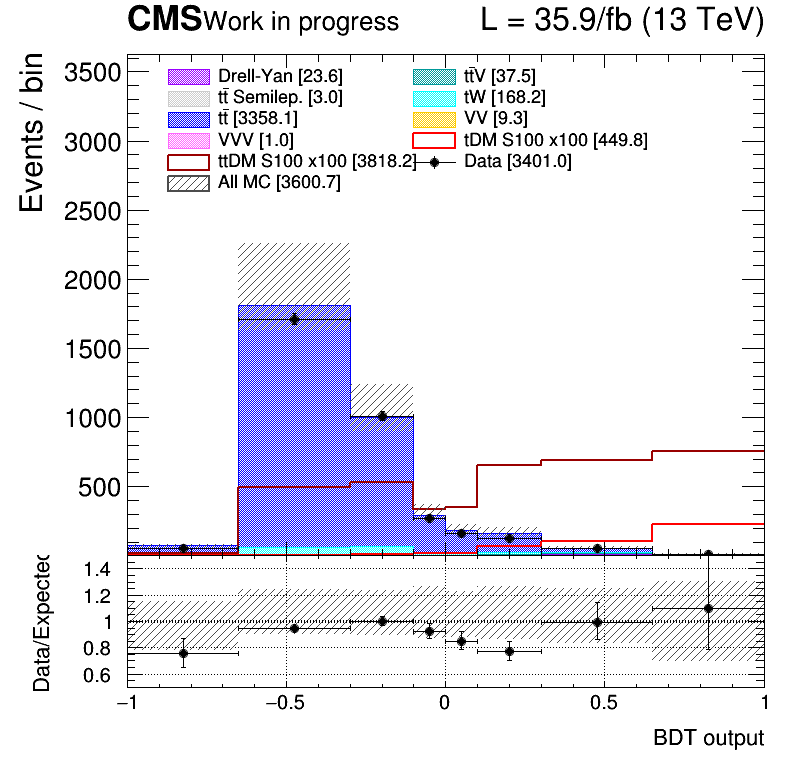 CMS Work in progress L = 35.9/fb (13 TeV)
Events / bin
3500
3000
2500
2000
1500
1000
500
Drell-Yan [23.6] tt̄V [37.5]
tt̄ Semilep. [3.0] tW [168.2]
tt̄ [3358.1] VV [9.3]
VVV [1.0] tDM S100 x100 [449.8]
ttDM S100 x100 [3818.2] Data [3401.0]
All MC [3600.7]
Data/Expected
1.4
1.2
1
0.8
0.6
−1 −0.5 0 0.5 1
BDT output